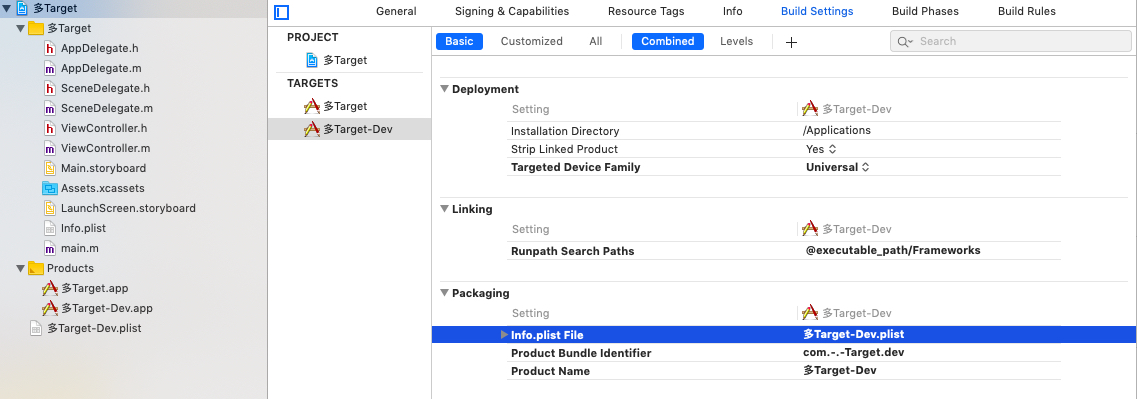 多Target
多Target
AppDelegate.h
AppDelegate.m
SceneDelegate.h
SceneDelegate.m
ViewController.h
ViewController.m
Main.storyboard
Assets.xcassets
LaunchScreen.storyboard
Info.plist
main.m
Products
多Target.app
多Target-Dev.app
多Target-Dev.plist
General Signing & Capabilities Resource Tags Info Build Settings Build Phases Build Rules
PROJECT
多Target
TARGETS
多Target
多Target-Dev
Basic Customized All Combined Levels + Search
Deployment
Setting 多Target-Dev
Installation Directory /Applications
Strip Linked Product Yes
Targeted Device Family Universal
Linking
Setting 多Target-Dev
Runpath Search Paths @executable_path/Frameworks
Packaging
Setting 多Target-Dev
Info.plist File 多Target-Dev.plist
Product Bundle Identifier com.-.-Target.dev
Product Name 多Target-Dev